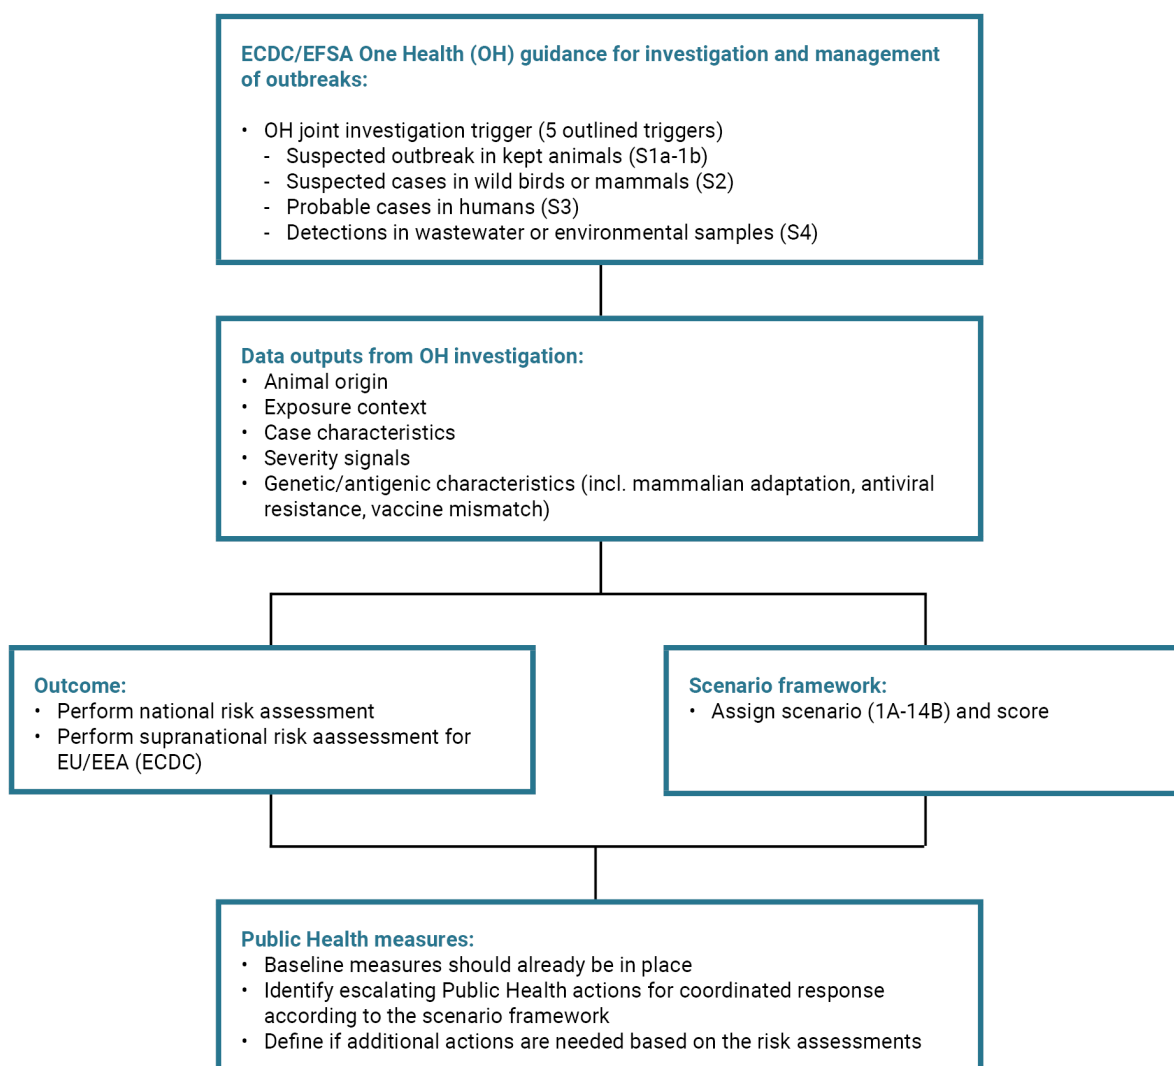 ECDC/EFSA One Health (OH) guidance for investigation and management
of outbreaks:
• OH joint investigation trigger (5 outlined triggers)
- Suspected outbreak in kept animals (S1a-1b)
- Suspected cases in wild birds or mammals (S2)
- Probable cases in humans (S3)
- Detections in wastewater or environmental samples (S4)
Data outputs from OH investigation:
• Animal origin
• Exposure context
• Case characteristics
• Severity signals
• Genetic/antigenic characteristics (incl. mammalian adaptation, antiviral
resistance, vaccine mismatch)
Outcome:
• Perform national risk assessment
• Perform supranational risk aassessment for
EU/EEA (ECDC)
Scenario framework:
• Assign scenario (1A-14B) and score
Public Health measures:
• Baseline measures should already be in place
• Identify escalating Public Health actions for coordinated response
according to the scenario framework
• Define if additional actions are needed based on the risk assessments